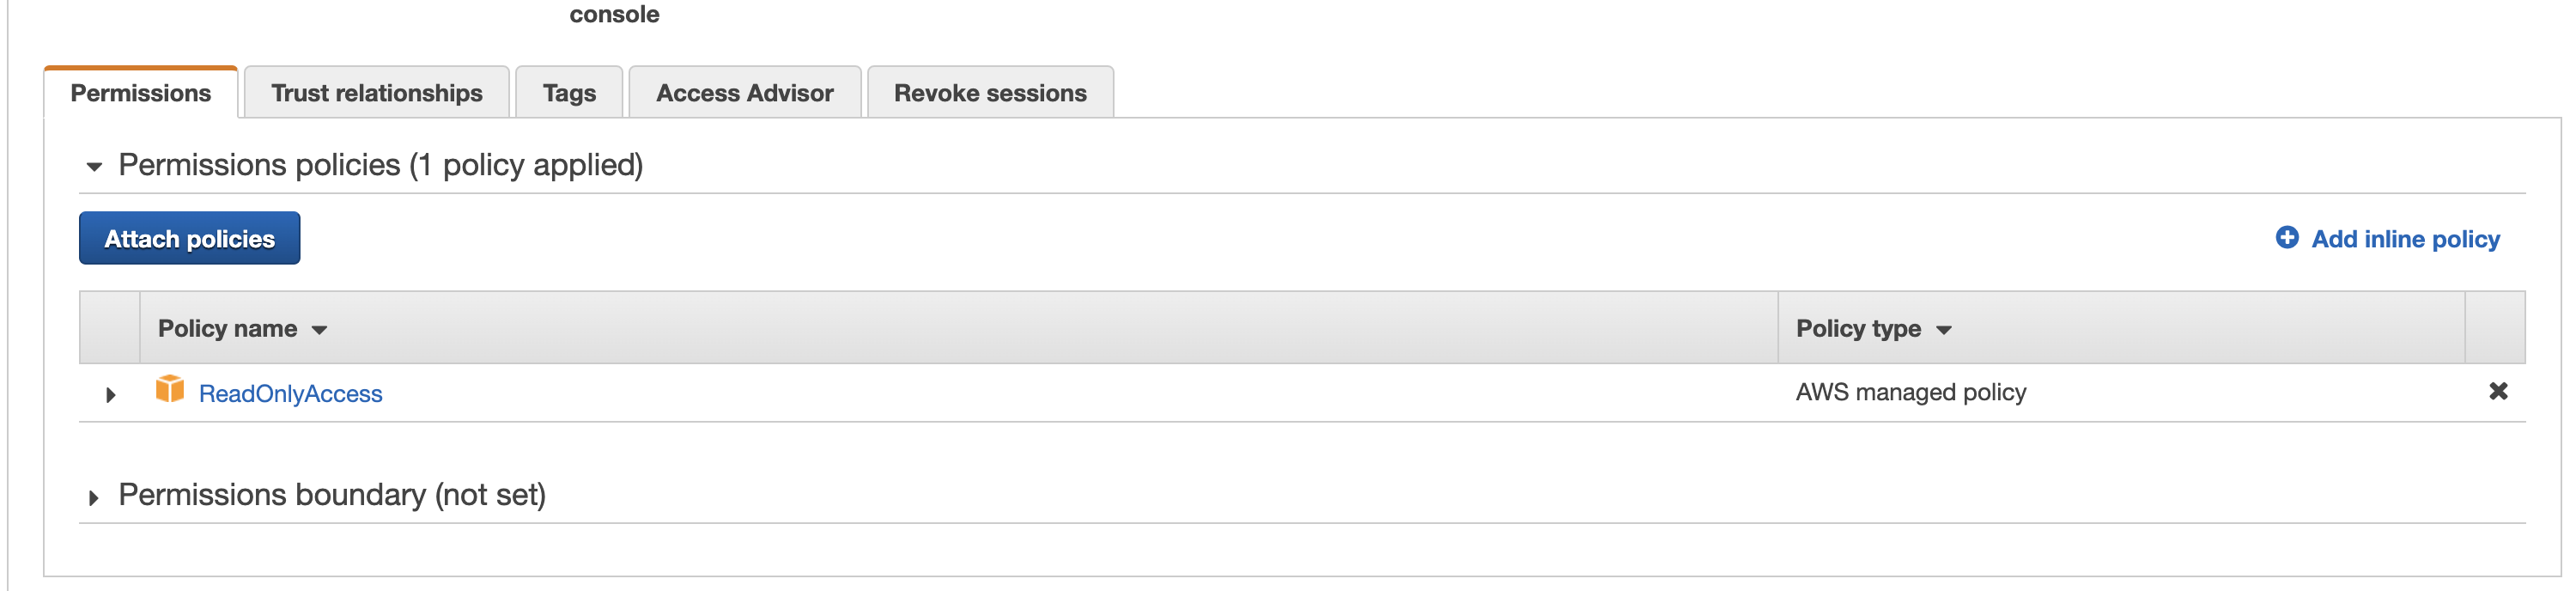 console
Permissions Trust relationships Tags Access Advisor Revoke sessions
Permissions policies (1 policy applied)
Attach policies Add inline policy
Policy name Policy type
ReadOnlyAccess AWS managed policy
Permissions boundary (not set)